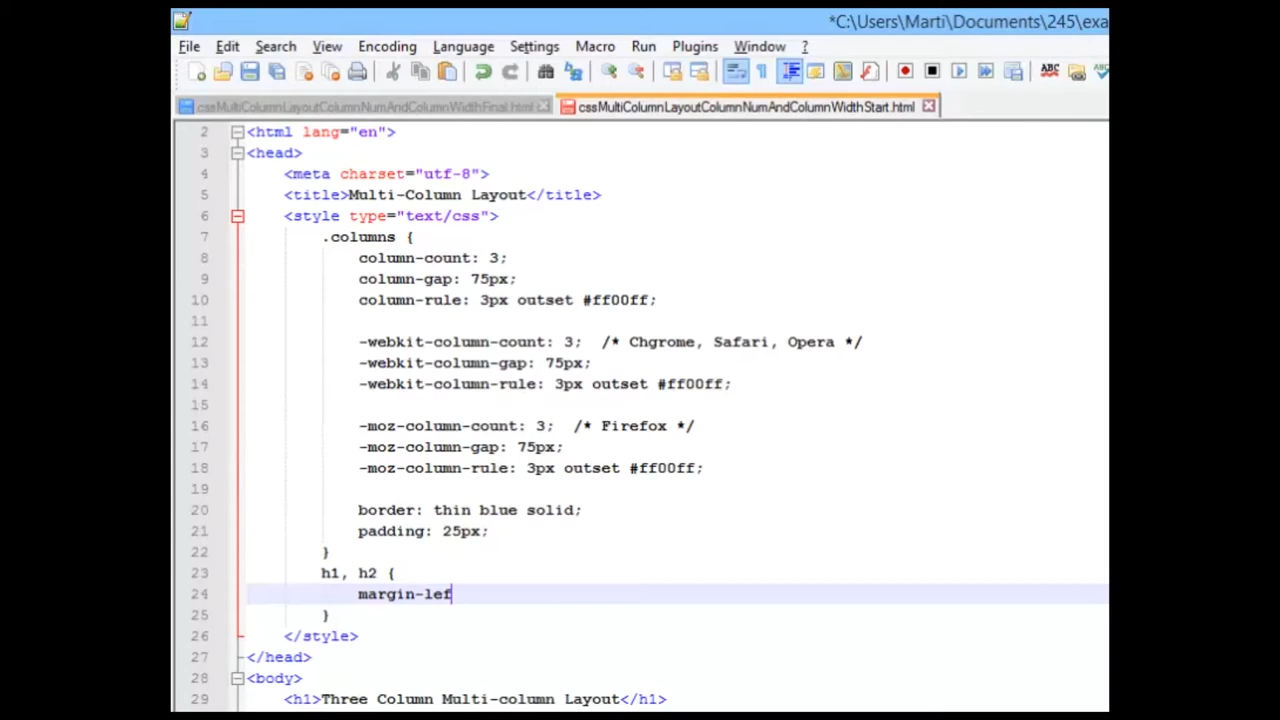 *C:\Users\Marti\Documents\245\exa
File Edit Search View Encoding Language Settings Macro Run Plugins Window ?
cssMultiColumnLayoutColumnNumAndColumnWidthFinal.html cssMultiColumnLayoutColumnNumAndColumnWidthStart.html
2 <html lang="en">
3 <head>
4 <meta charset="utf-8">
5 <title>Multi-Column Layout</title>
6 <style type="text/css">
7 .columns {
8 column-count: 3;
9 column-gap: 75px;
10 column-rule: 3px outset #ff00ff;
11
12 -webkit-column-count: 3; /* Chgrome, Safari, Opera */
13 -webkit-column-gap: 75px;
14 -webkit-column-rule: 3px outset #ff00ff;
15
16 -moz-column-count: 3; /* Firefox */
17 -moz-column-gap: 75px;
18 -moz-column-rule: 3px outset #ff00ff;
19
20 border: thin blue solid;
21 padding: 25px;
22 }
23 h1, h2 {
24 margin-lef
25 }
26 </style>
27 </head>
28 <body>
29 <h1>Three Column Multi-column Layout</h1>